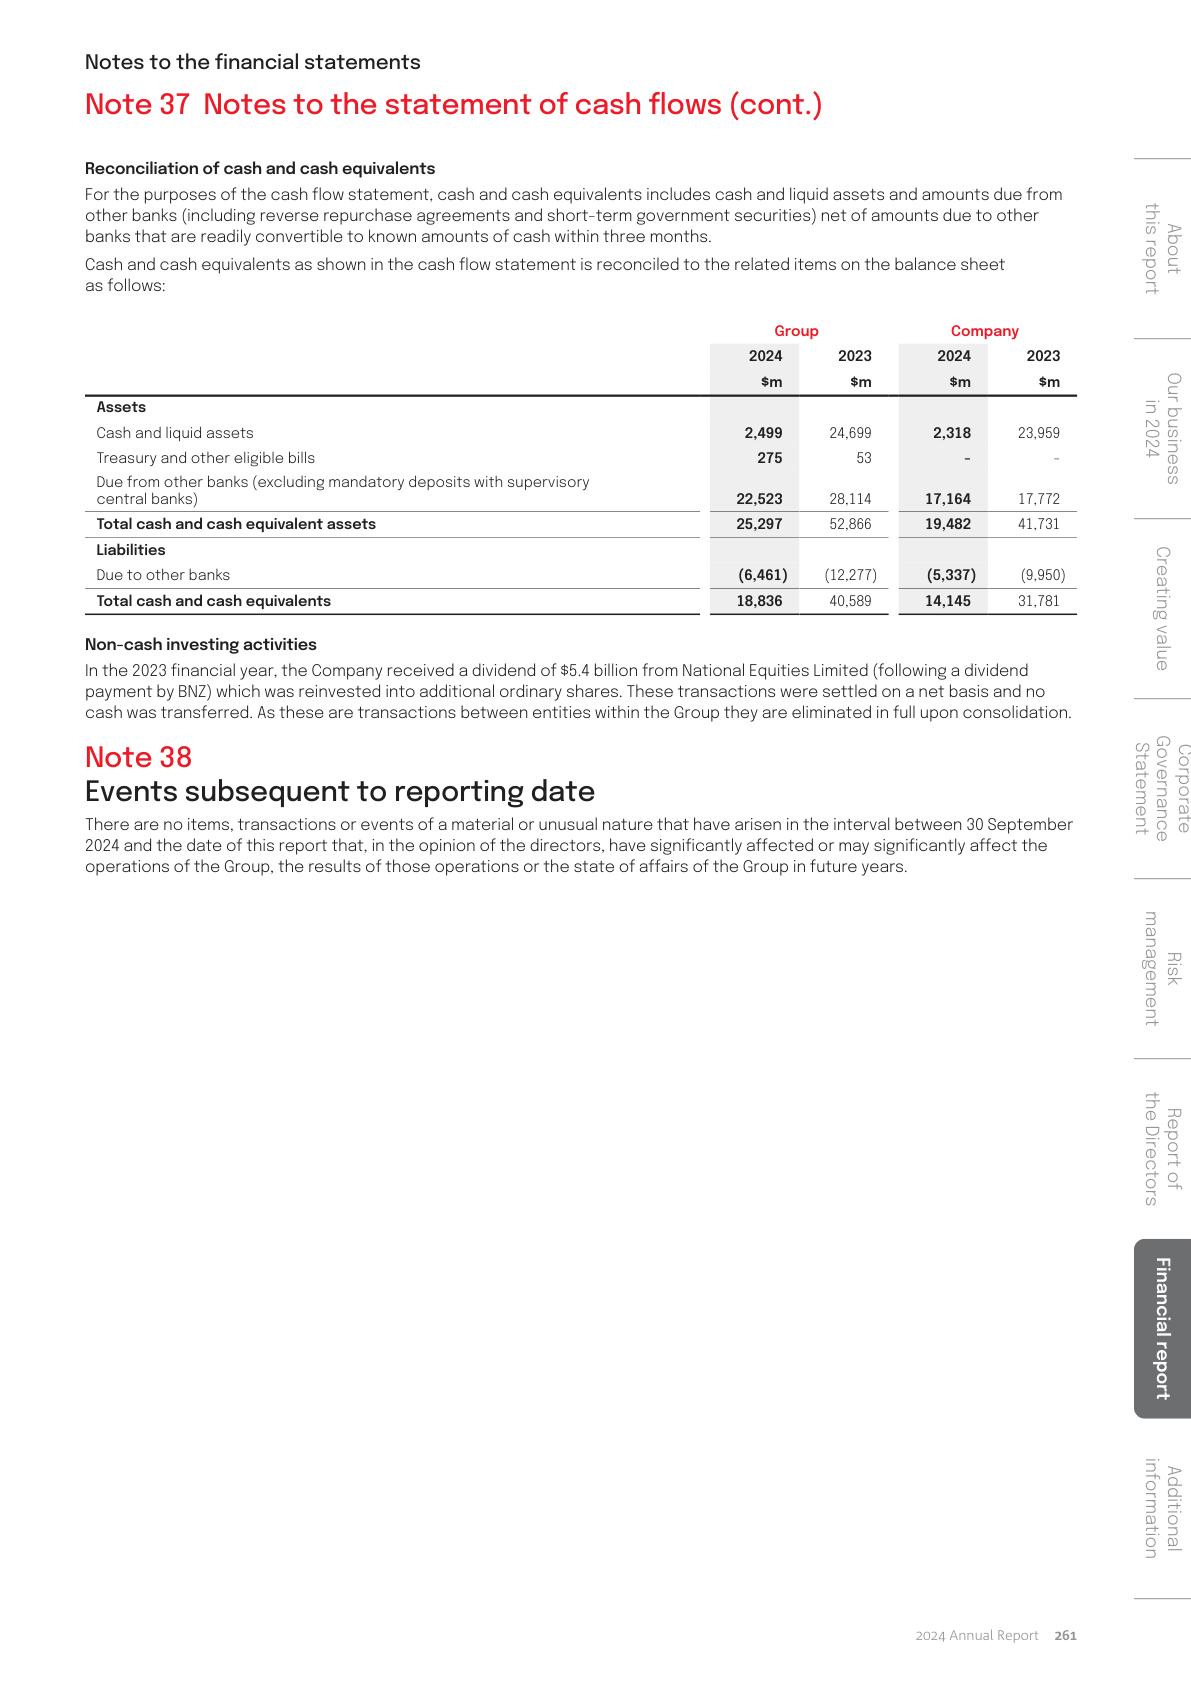 Notes to the financial statements
Note 37 Notes to the statement of cash flows (cont.)
Reconciliation of cash and cash equivalents
For the purposes of the cash flow statement, cash and cash equivalents includes cash and liquid assets and amounts due from
other banks (including reverse repurchase agreements and short-term government securities) net of amounts due to other
banks that are readily convertible to known amounts of cash within three months.
Cash and cash equivalents as shown in the cash flow statement is reconciled to the related items on the balance sheet
as follows:
Group Company
2024 2023 2024 2023
$m $m $m $m
Assets
Cash and liquid assets 2,499 24,699 2,318 23,959
Treasury and other eligible bills 275 53 – –
Due from other banks (excluding mandatory deposits with supervisory
central banks) 22,523 28,114 17,164 17,772
Total cash and cash equivalent assets 25,297 52,866 19,482 41,731
Liabilities
Due to other banks (6,461) (12,277) (5,337) (9,950)
Total cash and cash equivalents 18,836 40,589 14,145 31,781
Non-cash investing activities
In the 2023 financial year, the Company received a dividend of $5.4 billion from National Equities Limited (following a dividend
payment by BNZ) which was reinvested into additional ordinary shares. These transactions were settled on a net basis and no
cash was transferred. As these are transactions between entities within the Group they are eliminated in full upon consolidation.
Note 38
Events subsequent to reporting date
There are no items, transactions or events of a material or unusual nature that have arisen in the interval between 30 September
2024 and the date of this report that, in the opinion of the directors, have significantly affected or may significantly affect the
operations of the Group, the results of those operations or the state of affairs of the Group in future years.
About
this report
Our business
in 2024
Creating value
Corporate
Governance
Statement
Risk
management
Report of
the Directors
Financial report
Additional
information
2024 Annual Report 261